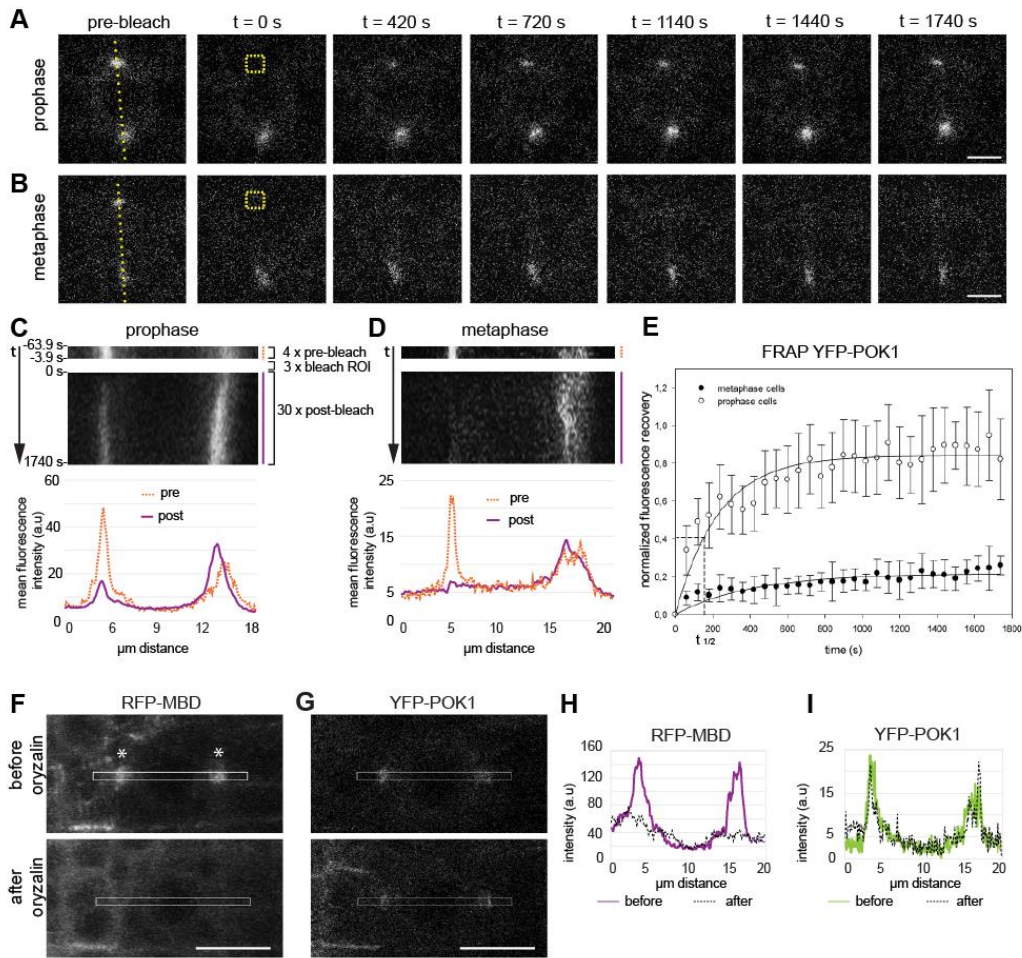 A pre-bleach t = 0 s t = 420 s t = 720 s t = 1140 s t = 1440 s t = 1740 s
prophase
B
metaphase
C prophase
t
-63.9 s-
-3.9 s-
0 s-
1740 s-
4 x pre-bleach
3 x bleach ROI
30 x post-bleach
mean fluorescence
intensity (a.u)
60
40
20
0
pre
post
0 6 12 18
µm distance
D metaphase
t
mean fluorescence
intensity (a.u)
25
15
5
0
pre
post
0 5 10 15 20
µm distance
E
FRAP YFP-POK1
metaphase cells
prophase cells
normalized fluorescence recovery
1,4
1,2
1,0
0,8
0,6
0,4
0,2
0,0
0 200 400 600 800 1000 1200 1400 1600 1800
t 1/2
time (s)
F RFP-MBD
before
oryzalin
* *
after
oryzalin
G YFP-POK1
H
RFP-MBD
intensity (a.u)
160
120
80
40
0
0 5 10 15 20
µm distance
before after
I
YFP-POK1
intensity (a.u)
25
15
5
0
0 5 10 15 20
µm distance
before after